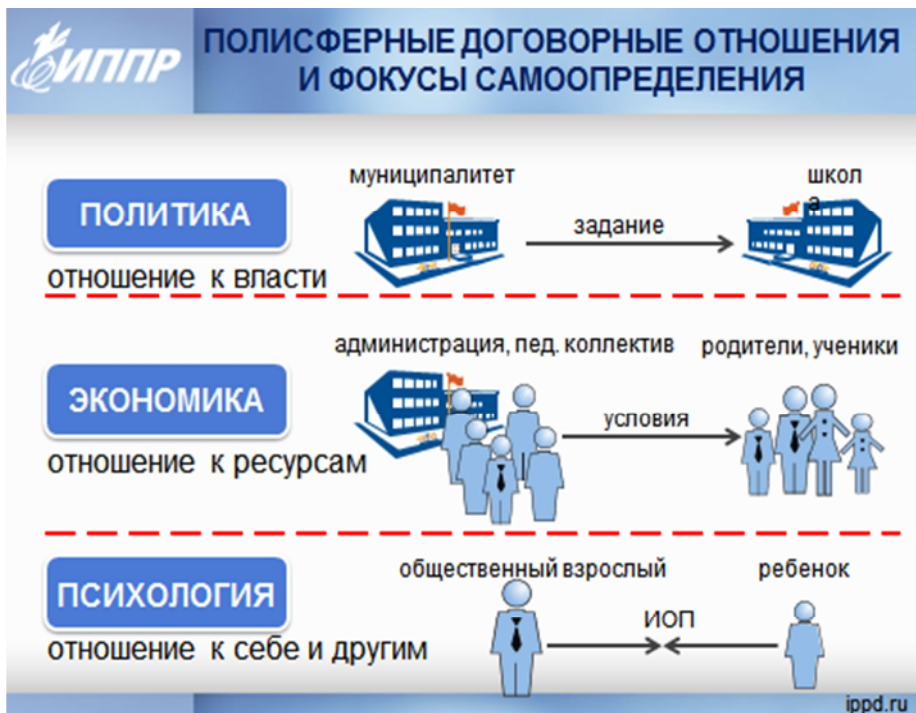 ИППР
ПОЛИСФЕРНЫЕ ДОГОВОРНЫЕ ОТНОШЕНИЯ
И ФОКУСЫ САМООПРЕДЕЛЕНИЯ
ПОЛИТИКА
отношение к власти
муниципалитет
задание
школ
а
ЭКОНОМИКА
отношение к ресурсам
администрация, пед. коллектив
условия
родители, ученики
ПСИХОЛОГИЯ
отношение к себе и другим
общественный взрослый
ИОП
ребенок
ippd.ru